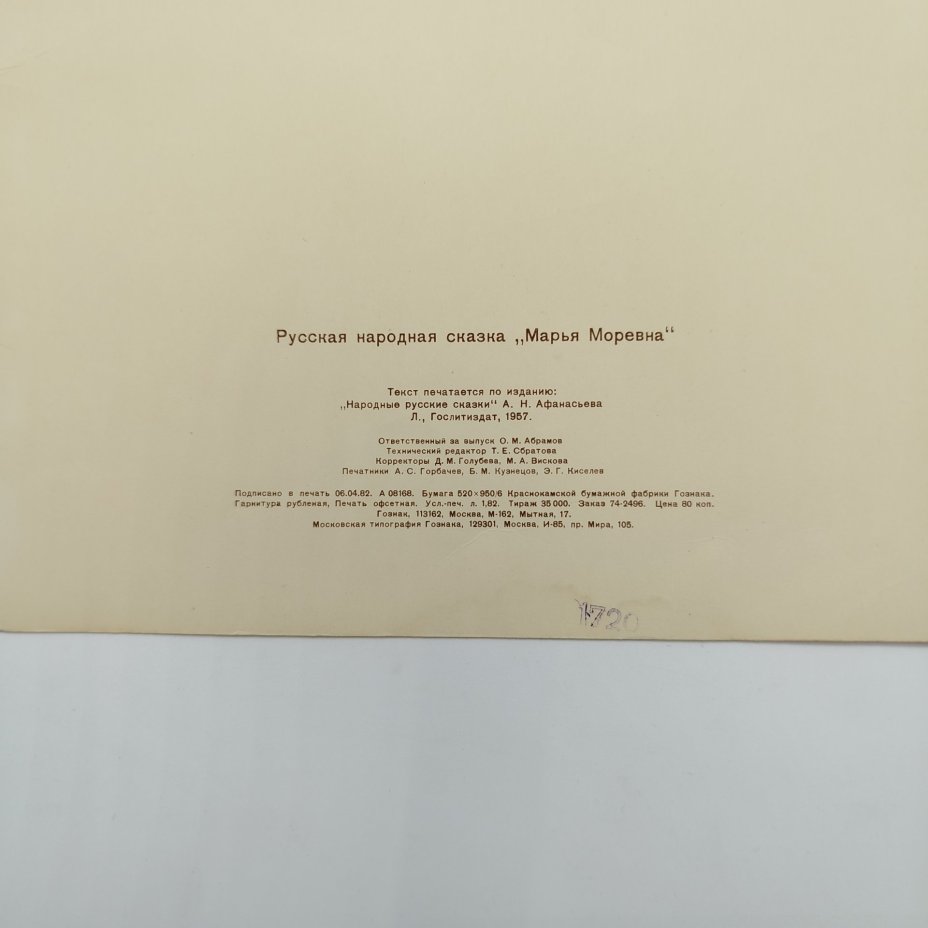 Русская народная сказка „Марья Моревна“
Текст печатается по изданию:
„Народные русские сказки“ А. Н. Афанасьева
Л., Гослитиздат, 1957.
Ответственный за выпуск О. М. Абрамов
Технический редактор Т. Е. Сбратова
Корректоры Д. М. Голубева, М. А. Вискова
Печатники А. С. Горбачев, Б. М. Кузнецов, Э. Г. Киселев
Подписано в печать 06.04.82. А 08168. Бумага 520×950/6 Краснокамской бумажной фабрики Гознака.
Гарнитура рубленая, Печать офсетная. Усл.-печ. л. 1,82. Тираж 35 000. Заказ 74-2496. Цена 80 коп.
Гознак, 113162, Москва, М-162, Мытная, 17.
Московская типография Гознака, 129301, Москва, И-85, пр. Мира, 105.
1720